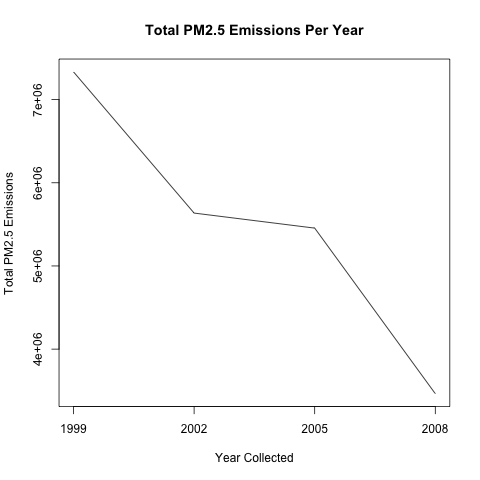 Total PM2.5 Emissions Per Year
Total PM2.5 Emissions
7e+06
6e+06
5e+06
4e+06
1999 2002 2005 2008
Year Collected